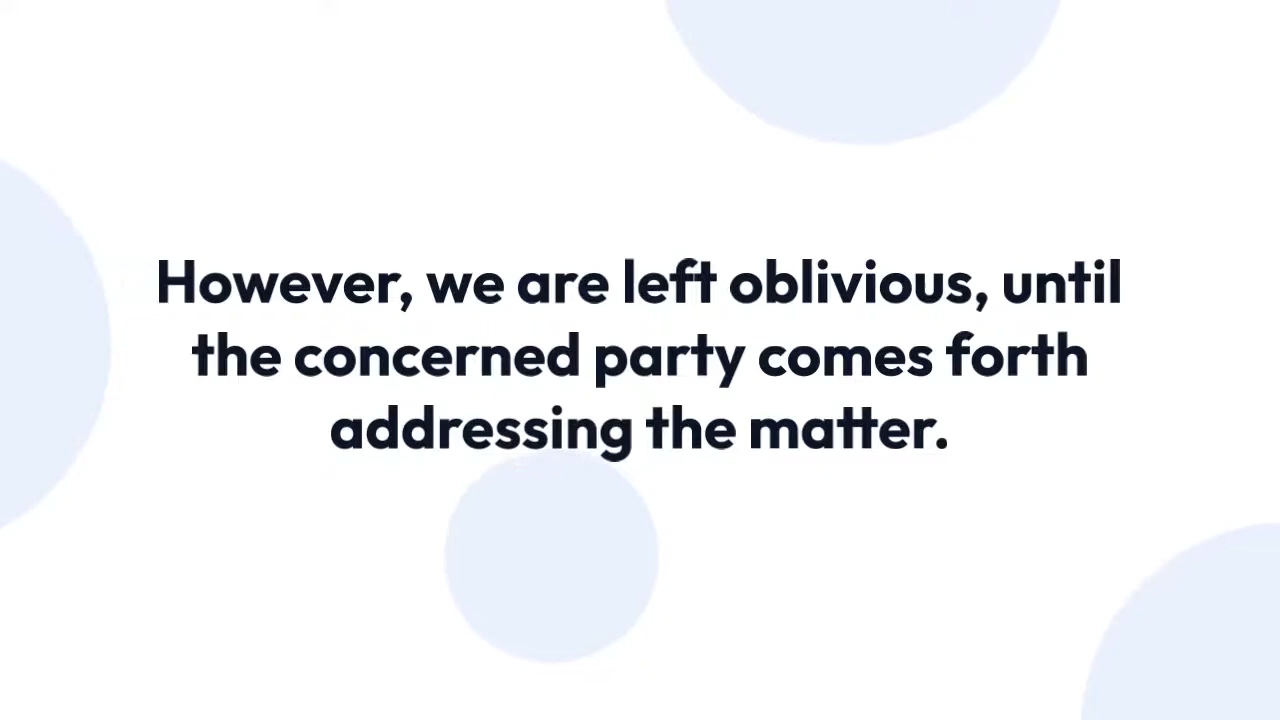 However, we are left oblivious, until
the concerned party comes forth
addressing the matter.